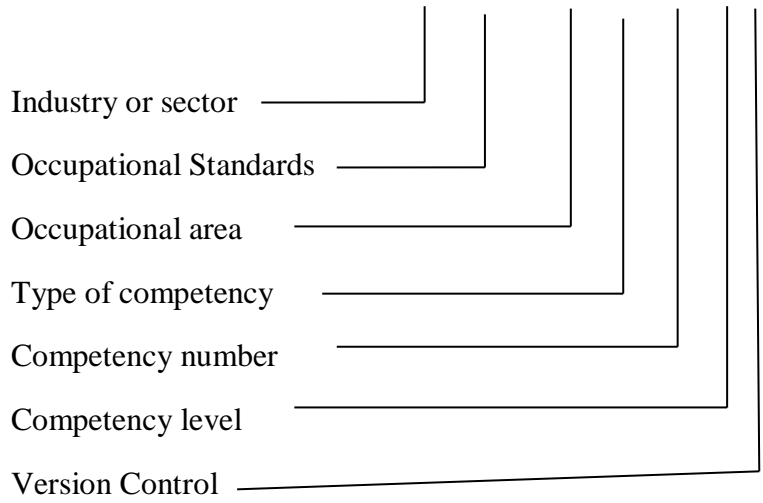 Industry or sector
Occupational Standards
Occupational area
Type of competency
Competency number
Competency level
Version Control